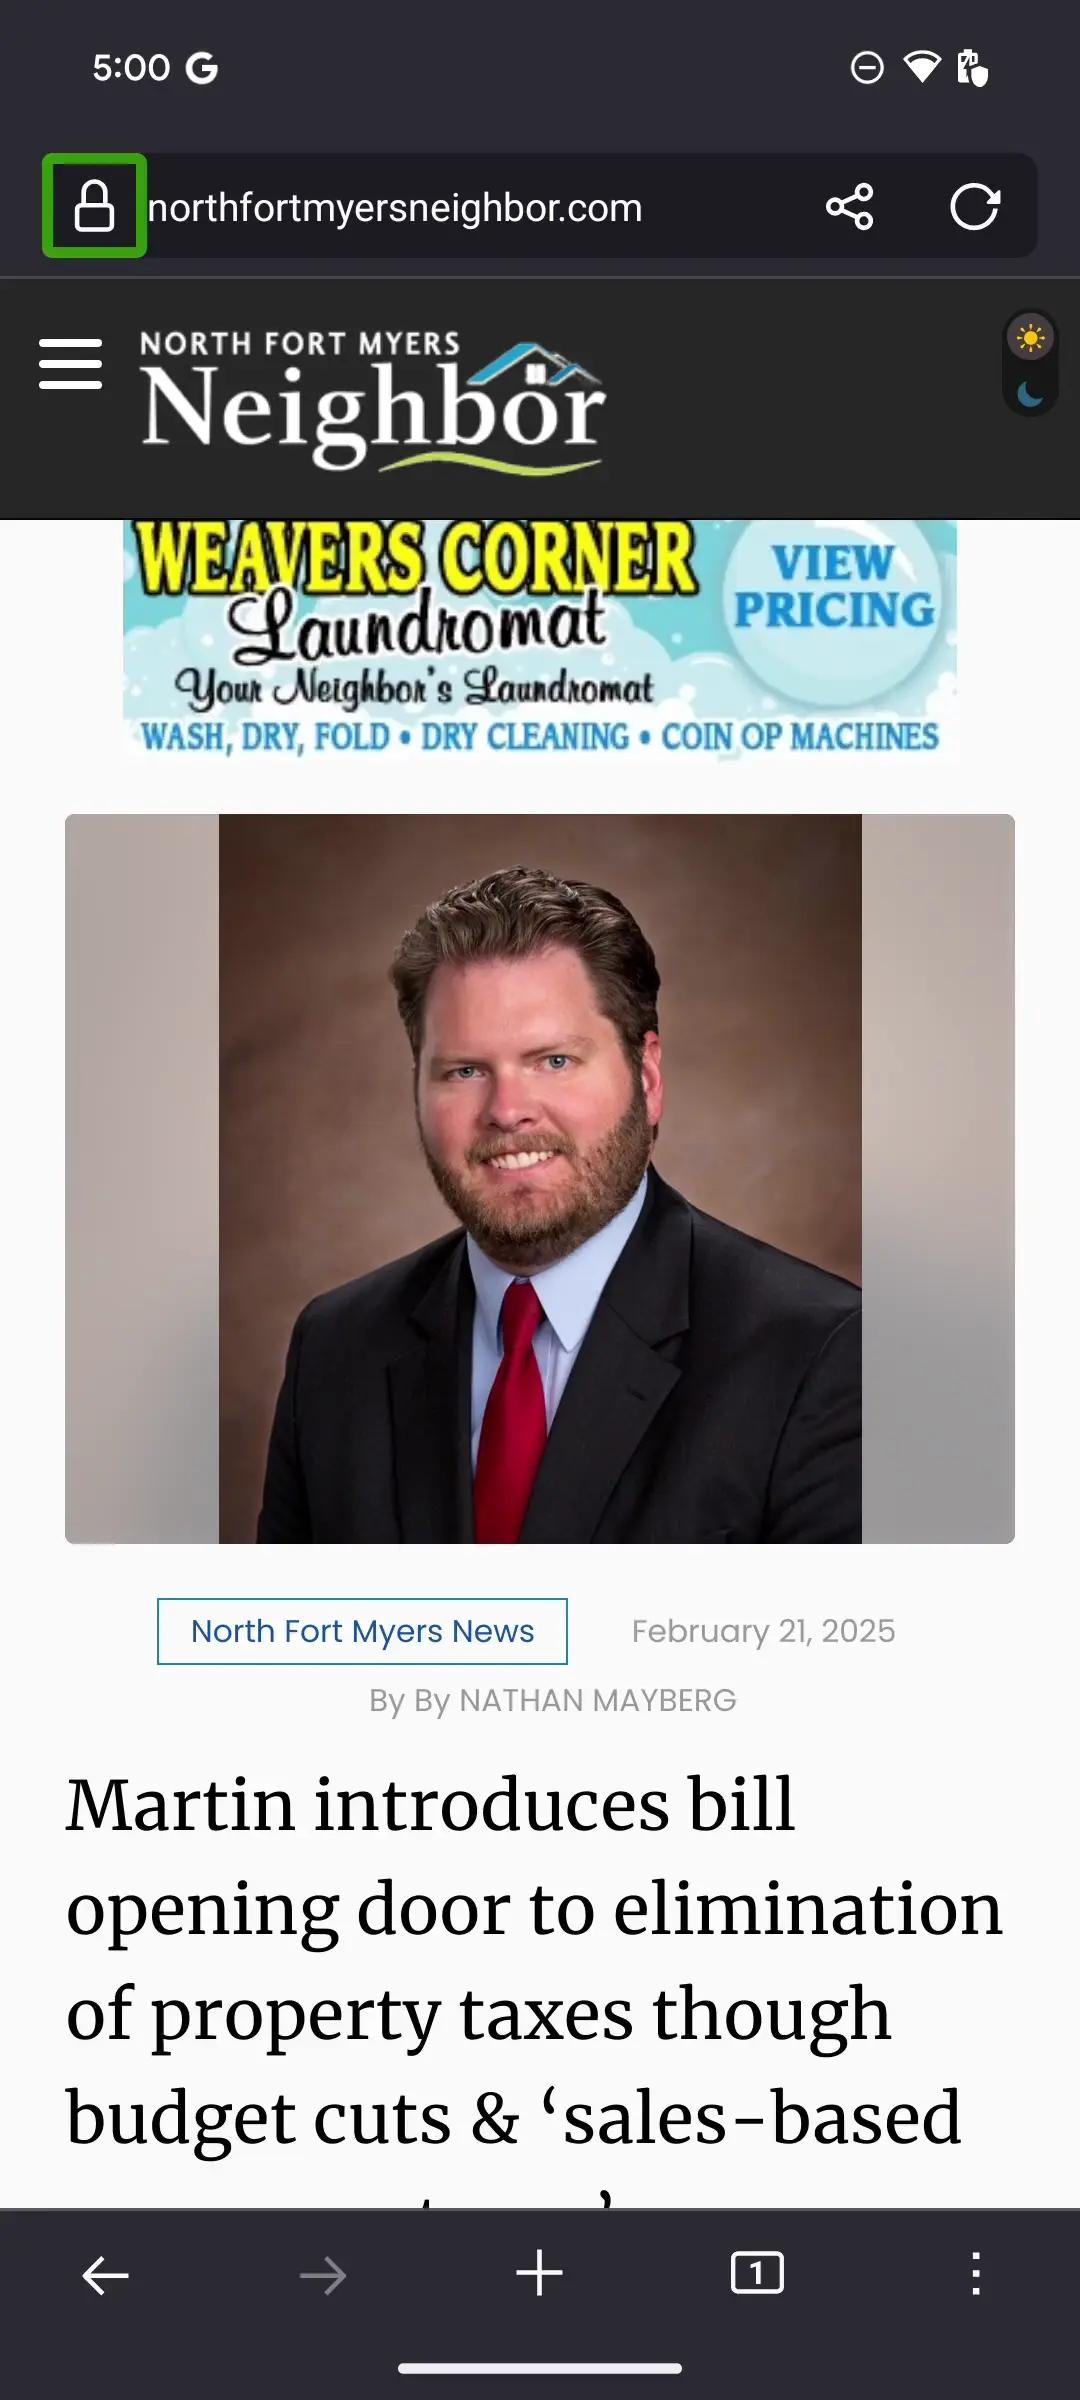 5:00
northfortmyersneighbor.com
NORTH FORT MYERS
Neighbor
WEAVERS CORNER
Laundromat
Your Neighbor's Laundromat
VIEW
PRICING
WASH, DRY, FOLD • DRY CLEANING • COIN OP MACHINES
North Fort Myers News
February 21, 2025
By By NATHAN MAYBERG
Martin introduces bill
opening door to elimination
of property taxes though
budget cuts & ‘sales-based
1